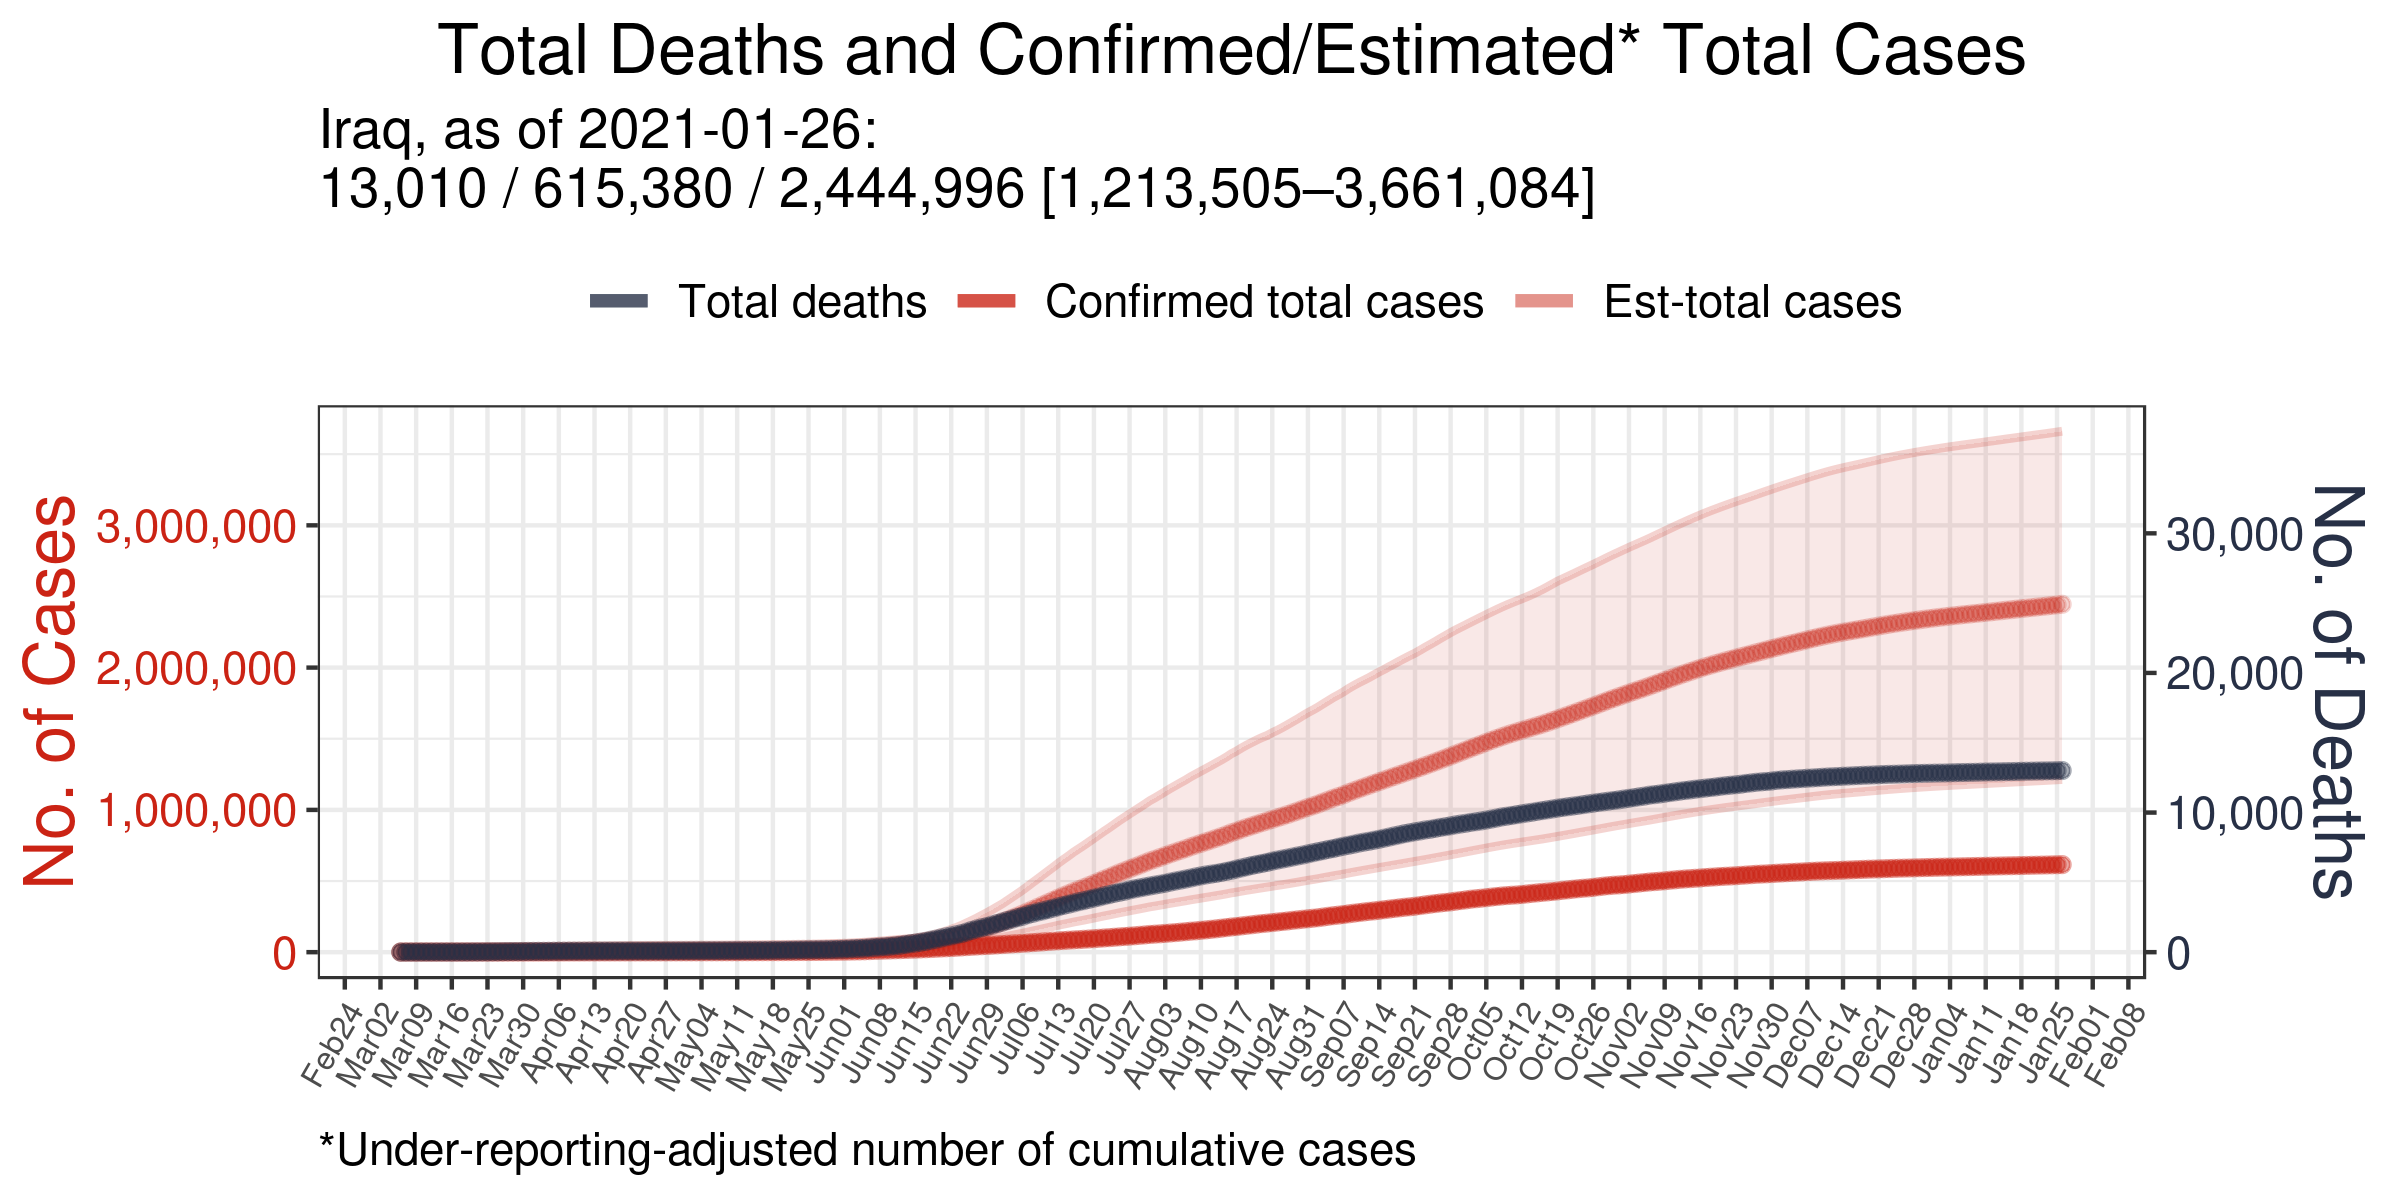 Total Deaths and Confirmed/Estimated* Total Cases
Iraq, as of 2021-01-26:
13,010 / 615,380 / 2,444,996 [1,213,505–3,661,084]
Total deaths
Confirmed total cases
Est-total cases
No. of Cases
3,000,000
2,000,000
1,000,000
0
30,000
20,000
10,000
0
No. of Deaths
Feb24
Mar02
Mar09
Mar16
Mar23
Mar30
Apr06
Apr13
Apr20
Apr27
May04
May11
May18
May25
Jun01
Jun08
Jun15
Jun22
Jun29
Jul06
Jul13
Jul20
Jul27
Aug03
Aug10
Aug17
Aug24
Aug31
Sep07
Sep14
Sep21
Sep28
Oct05
Oct12
Oct19
Oct26
Nov02
Nov09
Nov16
Nov23
Nov30
Dec07
Dec14
Dec21
Dec28
Jan04
Jan11
Jan18
Jan25
Feb01
Feb08
*Under-reporting-adjusted number of cumulative cases